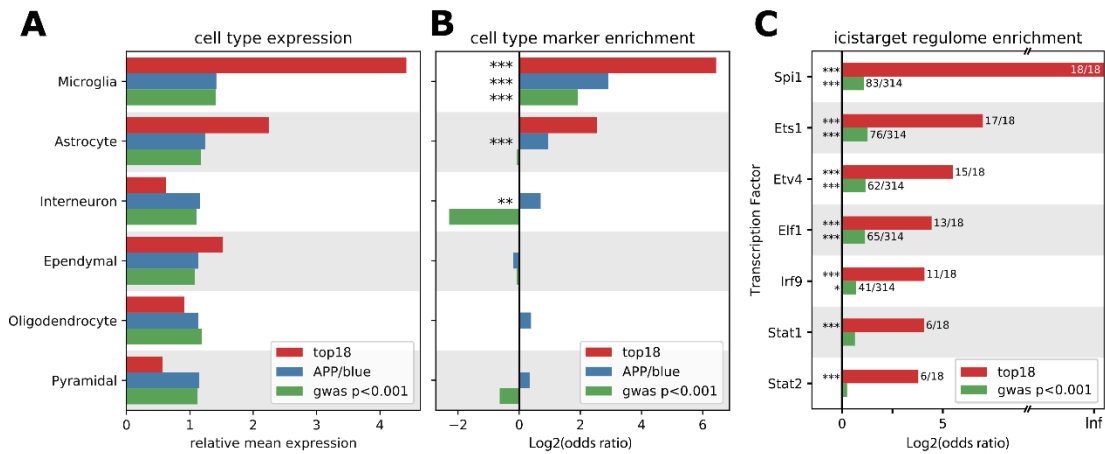 A
cell type expression
Microglia
Astrocyte
Interneuron
Ependymal
Oligodendrocyte
Pyramidal
top18
APP/blue
gwas p<0.001
0
1
2
3
4
relative mean expression
B
cell type marker enrichment
***
***
***
***
**
top18
APP/blue
gwas p<0.001
−2
0
2
4
6
Log2(odds ratio)
C
icistarget regulome enrichment
Transcription Factor
Spi1
***
18/18
***
83/314
Ets1
***
17/18
***
76/314
Etv4
***
15/18
***
62/314
Elf1
***
13/18
***
65/314
Irf9
***
11/18
*
41/314
Stat1
***
6/18
Stat2
***
6/18
top18
gwas p<0.001
0
5
Inf
Log2(odds ratio)